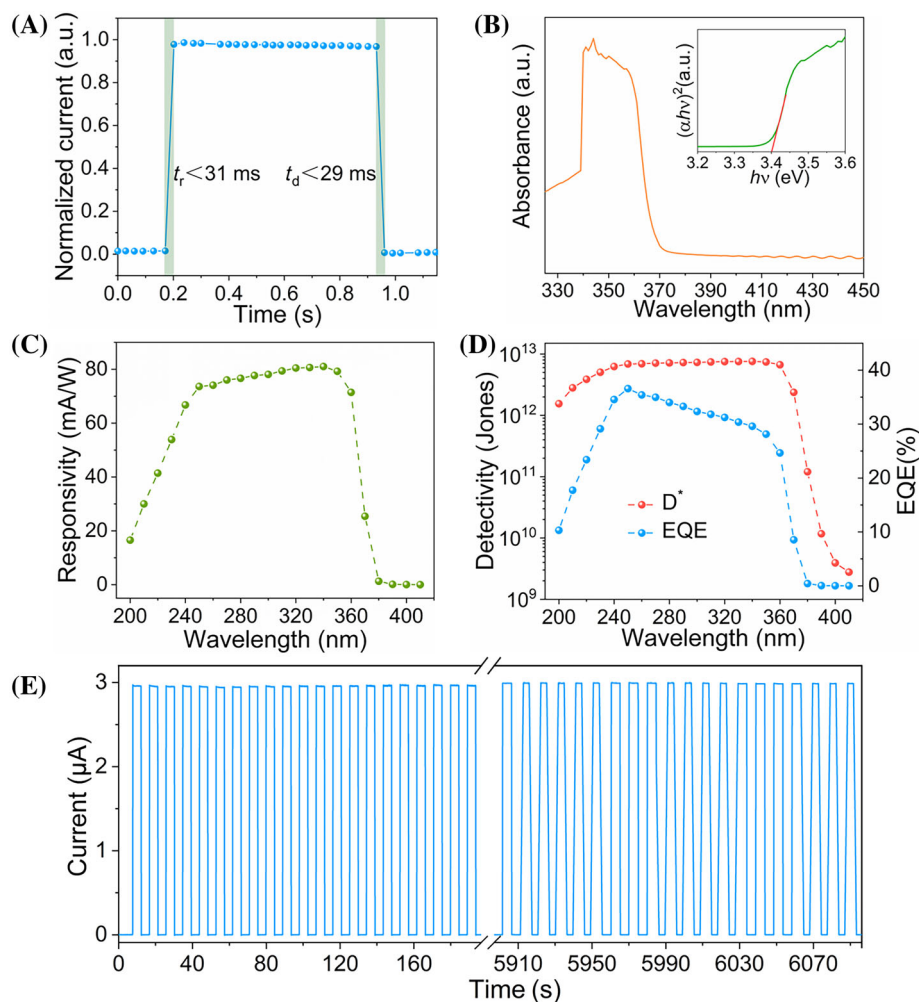 (A)
Normalized current (a.u.)
1.0
0.8
0.6
0.4
0.2
0.0
tr<31 ms
td<29 ms
0.0 0.2 0.4 0.6 0.8 1.0
Time (s)
(B)
Absorbance (a.u.)
(αhν)²(a.u.)
3.2 3.3 3.4 3.5 3.6
hν (eV)
330 350 370 390 410 430 450
Wavelength (nm)
(C)
Responsivity (mA/W)
80
60
40
20
0
200 240 280 320 360 400
Wavelength (nm)
(D)
Detectivity (Jones)
10¹³
10¹²
10¹¹
10¹⁰
10⁹
D*
EQE
40
30
20
10
0
EQE(%)
200 240 280 320 360 400
Wavelength (nm)
(E)
Current (μA)
3
2
1
0
0 40 80 120 160 5910 5950 5990 6030 6070
Time (s)